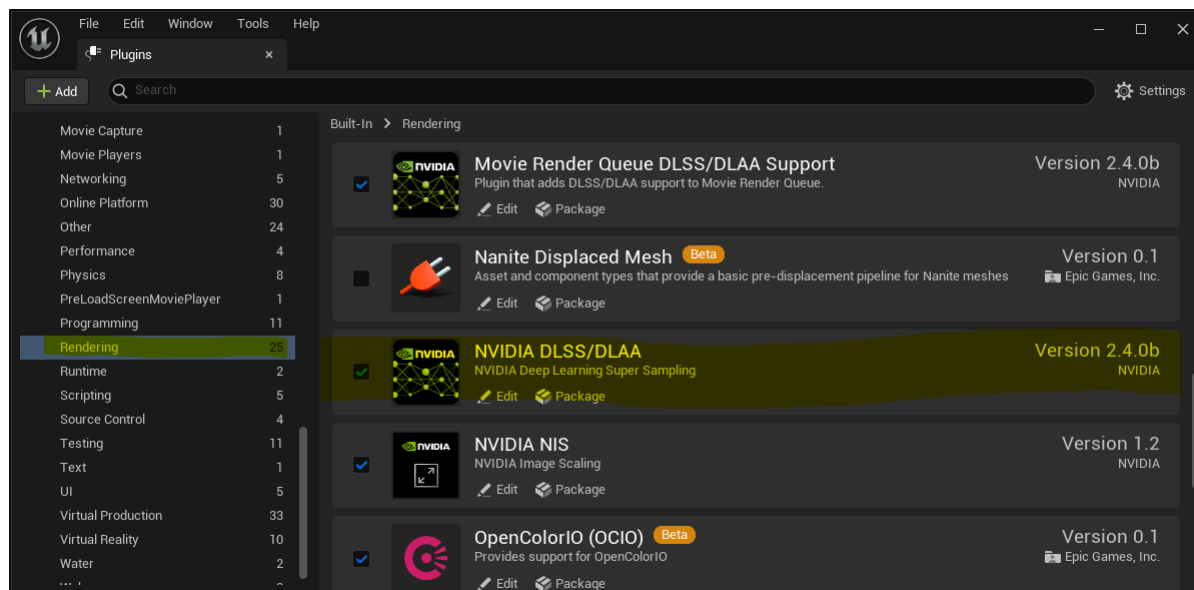 File Edit Window Tools Help
Plugins
Add
Search
Settings
Movie Capture 1
Movie Players 1
Networking 5
Online Platform 30
Other 24
Performance 4
Physics 8
PreLoadScreenMoviePlayer 1
Programming 11
Rendering 25
Runtime 2
Scripting 5
Source Control 4
Testing 11
Text 1
UI 5
Virtual Production 33
Virtual Reality 10
Water 2
Built-In > Rendering
NVIDIA
Movie Render Queue DLSS/DLAA Support
Version 2.4.0b
Plugin that adds DLSS/DLAA support to Movie Render Queue.
NVIDIA
Edit Package
Nanite Displaced Mesh Beta
Version 0.1
Asset and component types that provide a basic pre-displacement pipeline for Nanite meshes
Epic Games, Inc.
Edit Package
NVIDIA
NVIDIA DLSS/DLAA
Version 2.4.0b
NVIDIA Deep Learning Super Sampling
NVIDIA
Edit Package
NVIDIA
NVIDIA NIS
Version 1.2
NVIDIA Image Scaling
NVIDIA
Edit Package
OpenColorIO (OCIO) Beta
Version 0.1
Provides support for OpenColorIO
Epic Games, Inc.
Edit Package